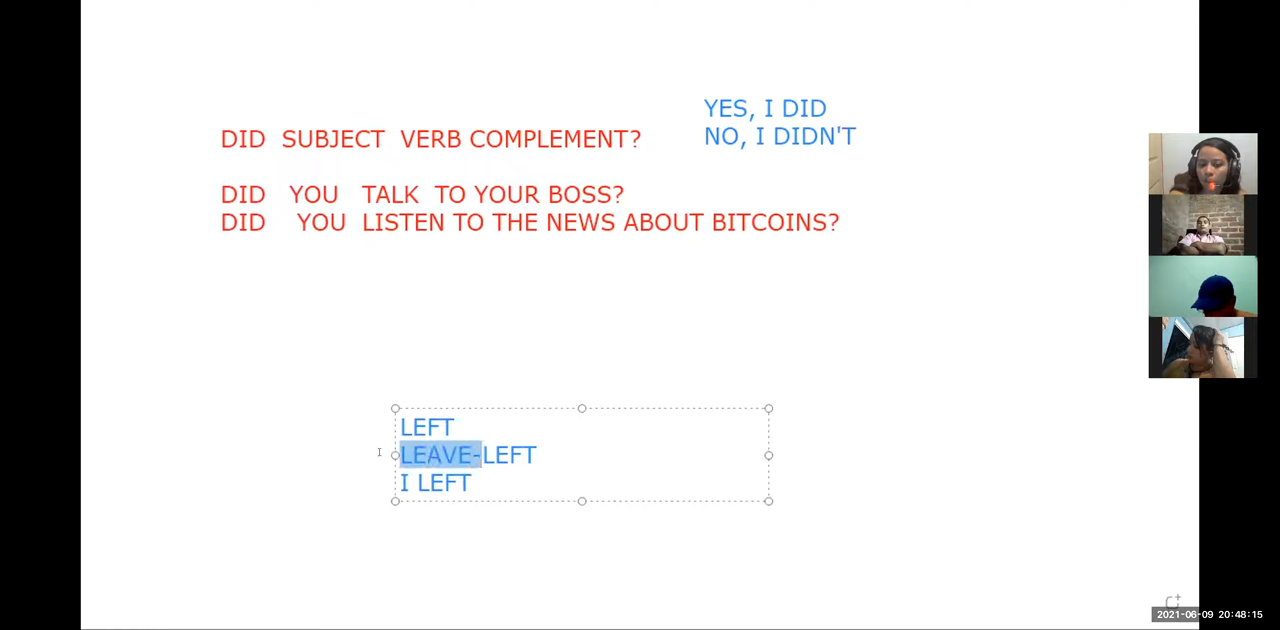 YES, I DID
NO, I DIDN'T
DID SUBJECT VERB COMPLEMENT?
DID YOU TALK TO YOUR BOSS?
DID YOU LISTEN TO THE NEWS ABOUT BITCOINS?
LEFT
LEAVE-LEFT
I LEFT
2021-06-09 20:48:15